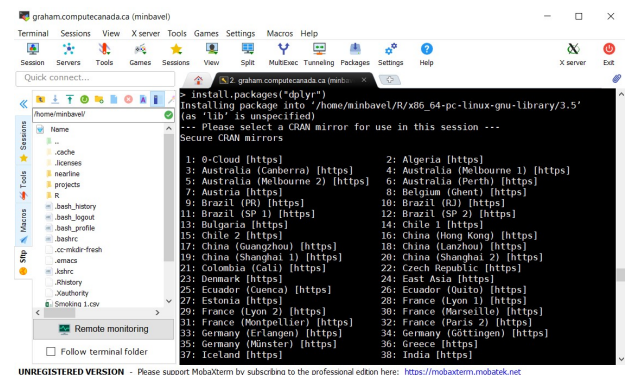 graham.computecanada.ca (minbavel)
Terminal Sessions View X server Tools Games Settings Macros Help
Session Servers Tools Games Sessions View Split MultiExec Tunneling Packages Settings Help X server Exit
Quick connect...
2. graham.computecanada.ca (minba
/home/minbavel/
Name
..
.cache
.licenses
nearline
projects
R
.bash_history
.bash_logout
.bash_profile
.bashrc
.cc-mkdir-fresh
.emacs
.kshrc
.Rhistory
.Xauthority
Smoking 1.csv
Sessions
Tools
Macros
Sftp
Remote monitoring
Follow terminal folder
> install.packages("dplyr")
Installing package into ‘/home/minbavel/R/x86_64-pc-linux-gnu-library/3.5’
(as ‘lib’ is unspecified)
--- Please select a CRAN mirror for use in this session ---
Secure CRAN mirrors
1: 0-Cloud [https] 2: Algeria [https]
3: Australia (Canberra) [https] 4: Australia (Melbourne 1) [https]
5: Australia (Melbourne 2) [https] 6: Australia (Perth) [https]
7: Austria [https] 8: Belgium (Ghent) [https]
9: Brazil (PR) [https] 10: Brazil (RJ) [https]
11: Brazil (SP 1) [https] 12: Brazil (SP 2) [https]
13: Bulgaria [https] 14: Chile 1 [https]
15: Chile 2 [https] 16: China (Hong Kong) [https]
17: China (Guangzhou) [https] 18: China (Lanzhou) [https]
19: China (Shanghai 1) [https] 20: China (Shanghai 2) [https]
21: Colombia (Cali) [https] 22: Czech Republic [https]
23: Denmark [https] 24: East Asia [https]
25: Ecuador (Cuenca) [https] 26: Ecuador (Quito) [https]
27: Estonia [https] 28: France (Lyon 1) [https]
29: France (Lyon 2) [https] 30: France (Marseille) [https]
31: France (Montpellier) [https] 32: France (Paris 2) [https]
33: Germany (Erlangen) [https] 34: Germany (Göttingen) [https]
35: Germany (Münster) [https] 36: Greece [https]
37: Iceland [https] 38: India [https]
UNREGISTERED VERSION - Please support MobaXterm by subscribing to the professional edition here: https://mobaxterm.mobatek.net